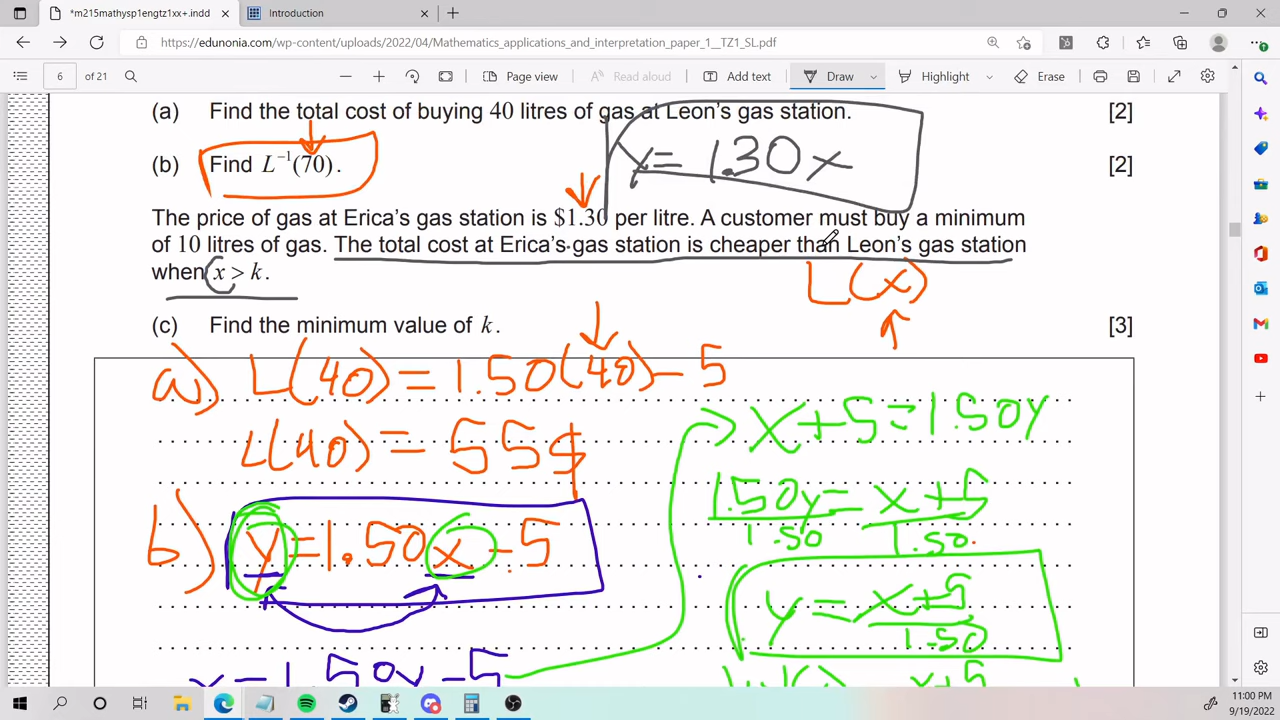 *m215mathysp1engtz1xx+.indd
Introduction
https://edunonia.com/wp-content/uploads/2022/04/Mathematics_applications_and_interpretation_paper_1__TZ1_SL.pdf
6 of 21
Page view
Read aloud
Add text
Draw
Highlight
Erase
(a) Find the total cost of buying 40 litres of gas at Leon's gas station. [2]
y = 1.30x
(b) Find L⁻¹(70). [2]
The price of gas at Erica's gas station is $1.30 per litre. A customer must buy a minimum
of 10 litres of gas. The total cost at Erica's gas station is cheaper than Leon's gas station
when x > k.
L(x)
(c) Find the minimum value of k. [3]
a) L(40) = 1.50(40) - 5
L(40) = 55$
b) y = 1.50x - 5
x = 1.50y - 5
x + 5 = 1.50y
1.50y = x + 5
1.50 1.50
y = x + 5
1.50
x + 5
11:00 PM
9/19/2022